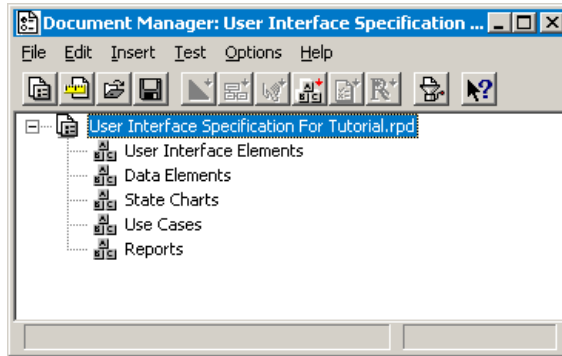 Document Manager: User Interface Specification ...
File Edit Insert Test Options Help
User Interface Specification For Tutorial.rpd
User Interface Elements
Data Elements
State Charts
Use Cases
Reports